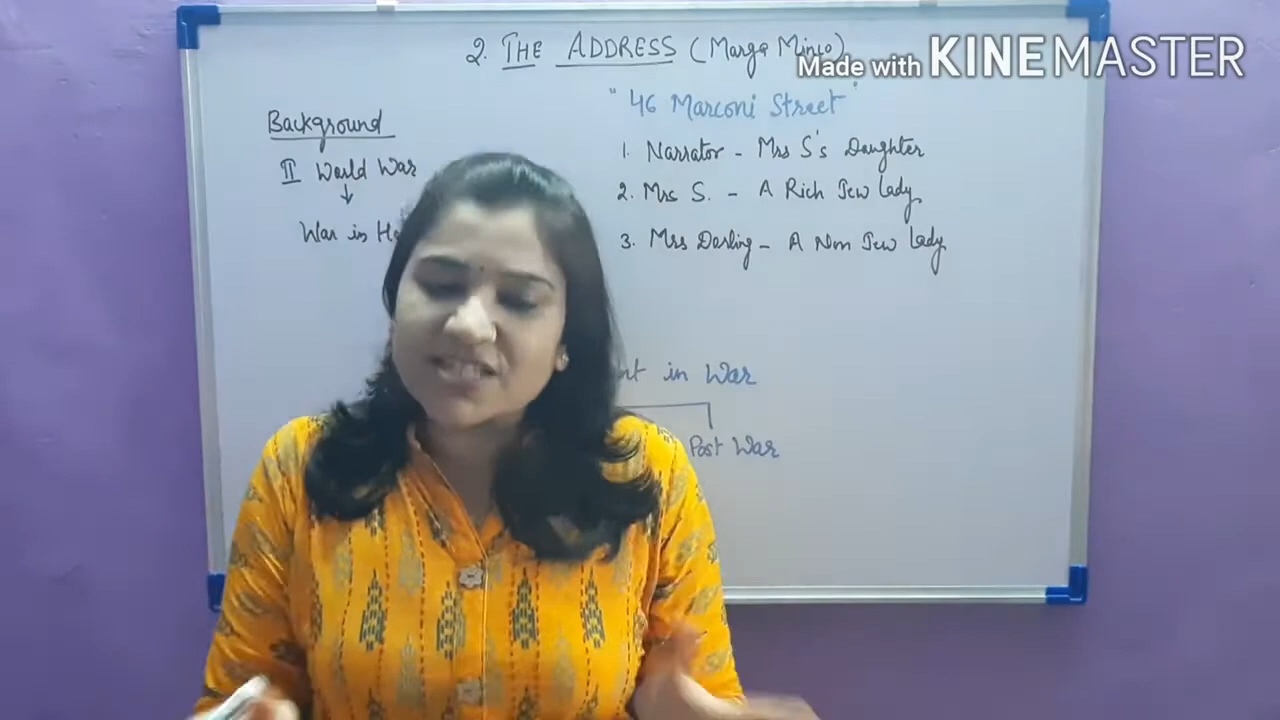 2. THE ADDRESS (Marga Minco)
Made with KINEMASTER
"46 Marconi Street"
Background
II World War
War in
1. Narrator - Mrs S's Daughter
2. Mrs S. - A Rich Jew Lady
3. Mrs Dorling - A Non Jew Lady
in War
Post War